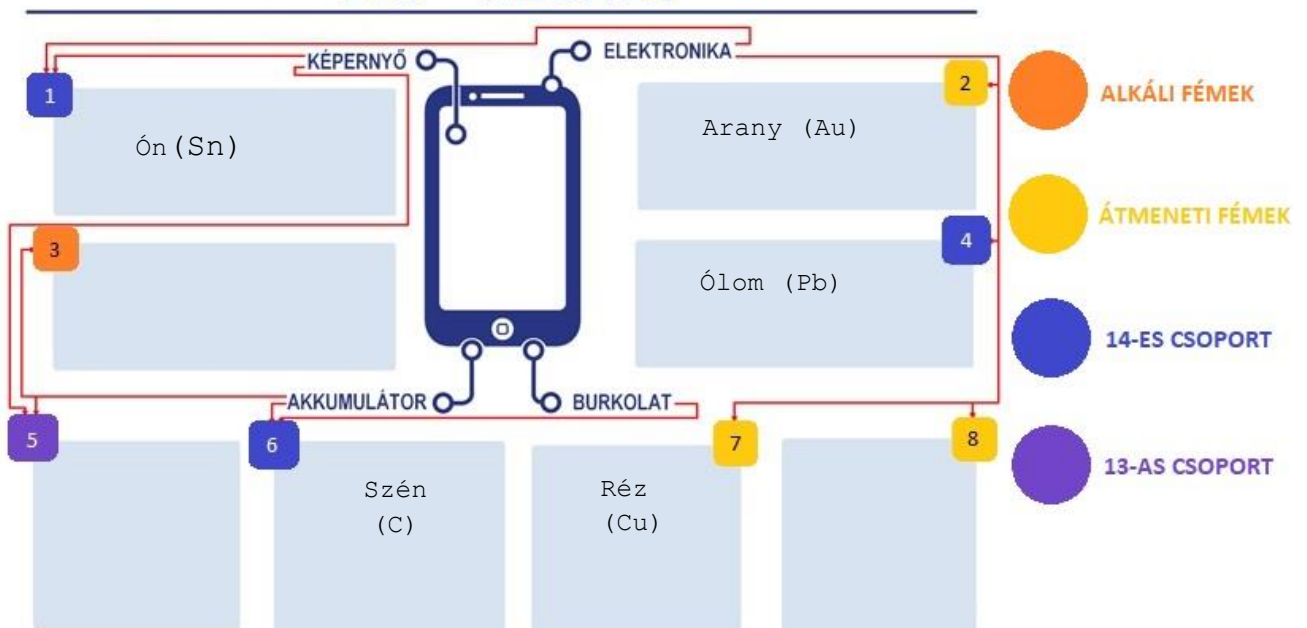 KÉPERNYŐ
ELEKTRONIKA
1
Ón (Sn)
2
Arany (Au)
ALKÁLI FÉMEK
3
4
Ólom (Pb)
ÁTMENETI FÉMEK
14-ES CSOPORT
AKKUMULÁTOR
BURKOLAT
5
6
Szén
(C)
7
Réz
(Cu)
8
13-AS CSOPORT